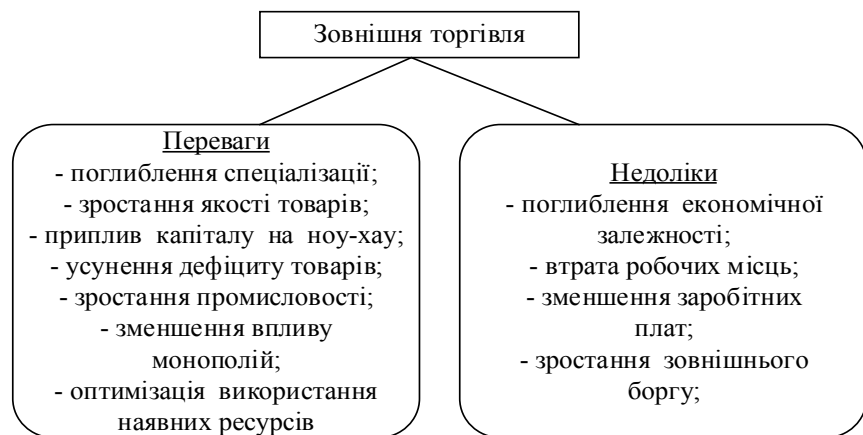 Зовнішня торгівля
Переваги
- поглиблення спеціалізації;
- зростання якості товарів;
- приплив капіталу на ноу-хау;
- усунення дефіциту товарів;
- зростання промисловості;
- зменшення впливу
монополій;
- оптимізація використання
наявних ресурсів
Недоліки
- поглиблення економічної
залежності;
- втрата робочих місць;
- зменшення заробітних
плат;
- зростання зовнішнього
боргу;